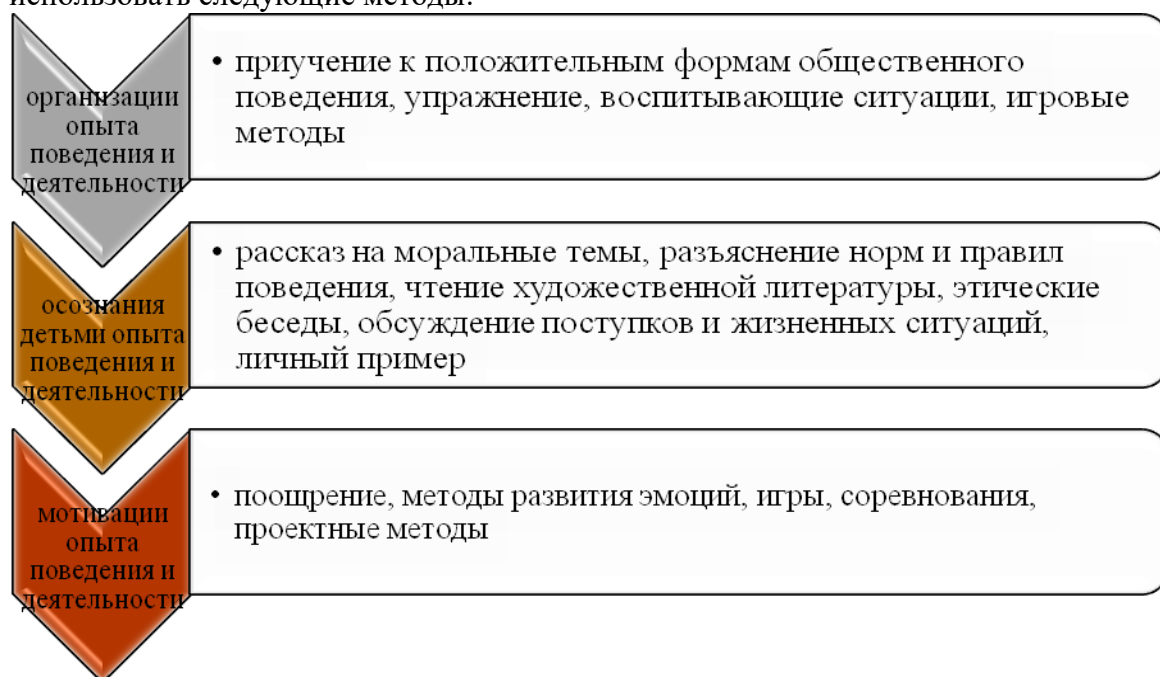 использовать следующие методы:
организации
опыта
поведения и
деятельности
• приучение к положительным формам общественного
поведения, упражнение, воспитывающие ситуации, игровые
методы
осознания
детьми опыта
поведения и
деятельности
• рассказ на моральные темы, разъяснение норм и правил
поведения, чтение художественной литературы, этические
беседы, обсуждение поступков и жизненных ситуаций,
личный пример
мотивации
опыта
поведения и
деятельности
• поощрение, методы развития эмоций, игры, соревнования,
проектные методы